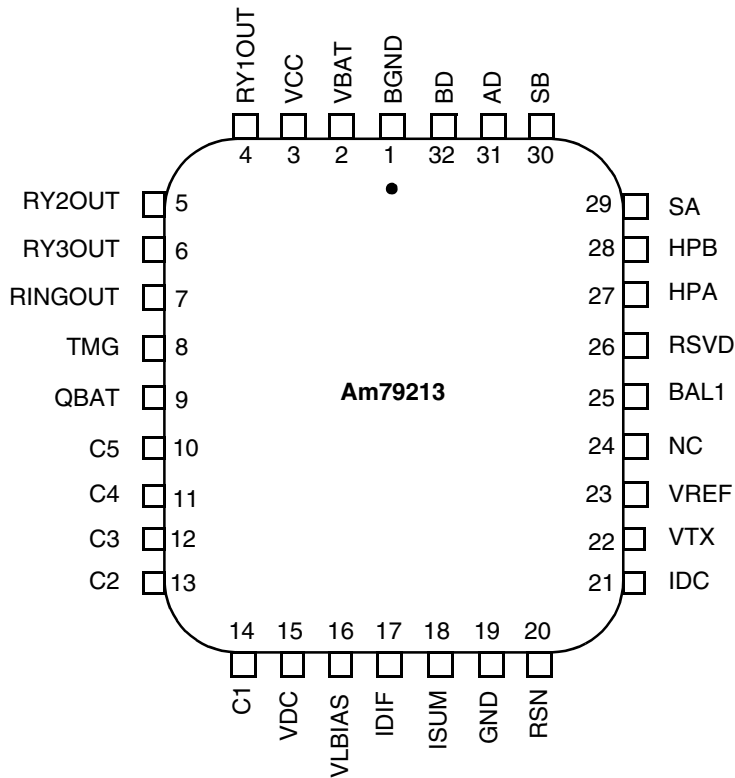 RY1OUT VCC VBAT BGND BD AD SB
4 3 2 1 32 31 30
RY2OUT 5 29 SA
RY3OUT 6 28 HPB
RINGOUT 7 27 HPA
TMG 8 26 RSVD
Am79213
QBAT 9 25 BAL1
C5 10 24 NC
C4 11 23 VREF
C3 12 22 VTX
C2 13 21 IDC
14 15 16 17 18 19 20
C1 VDC VLBIAS IDIF ISUM GND RSN